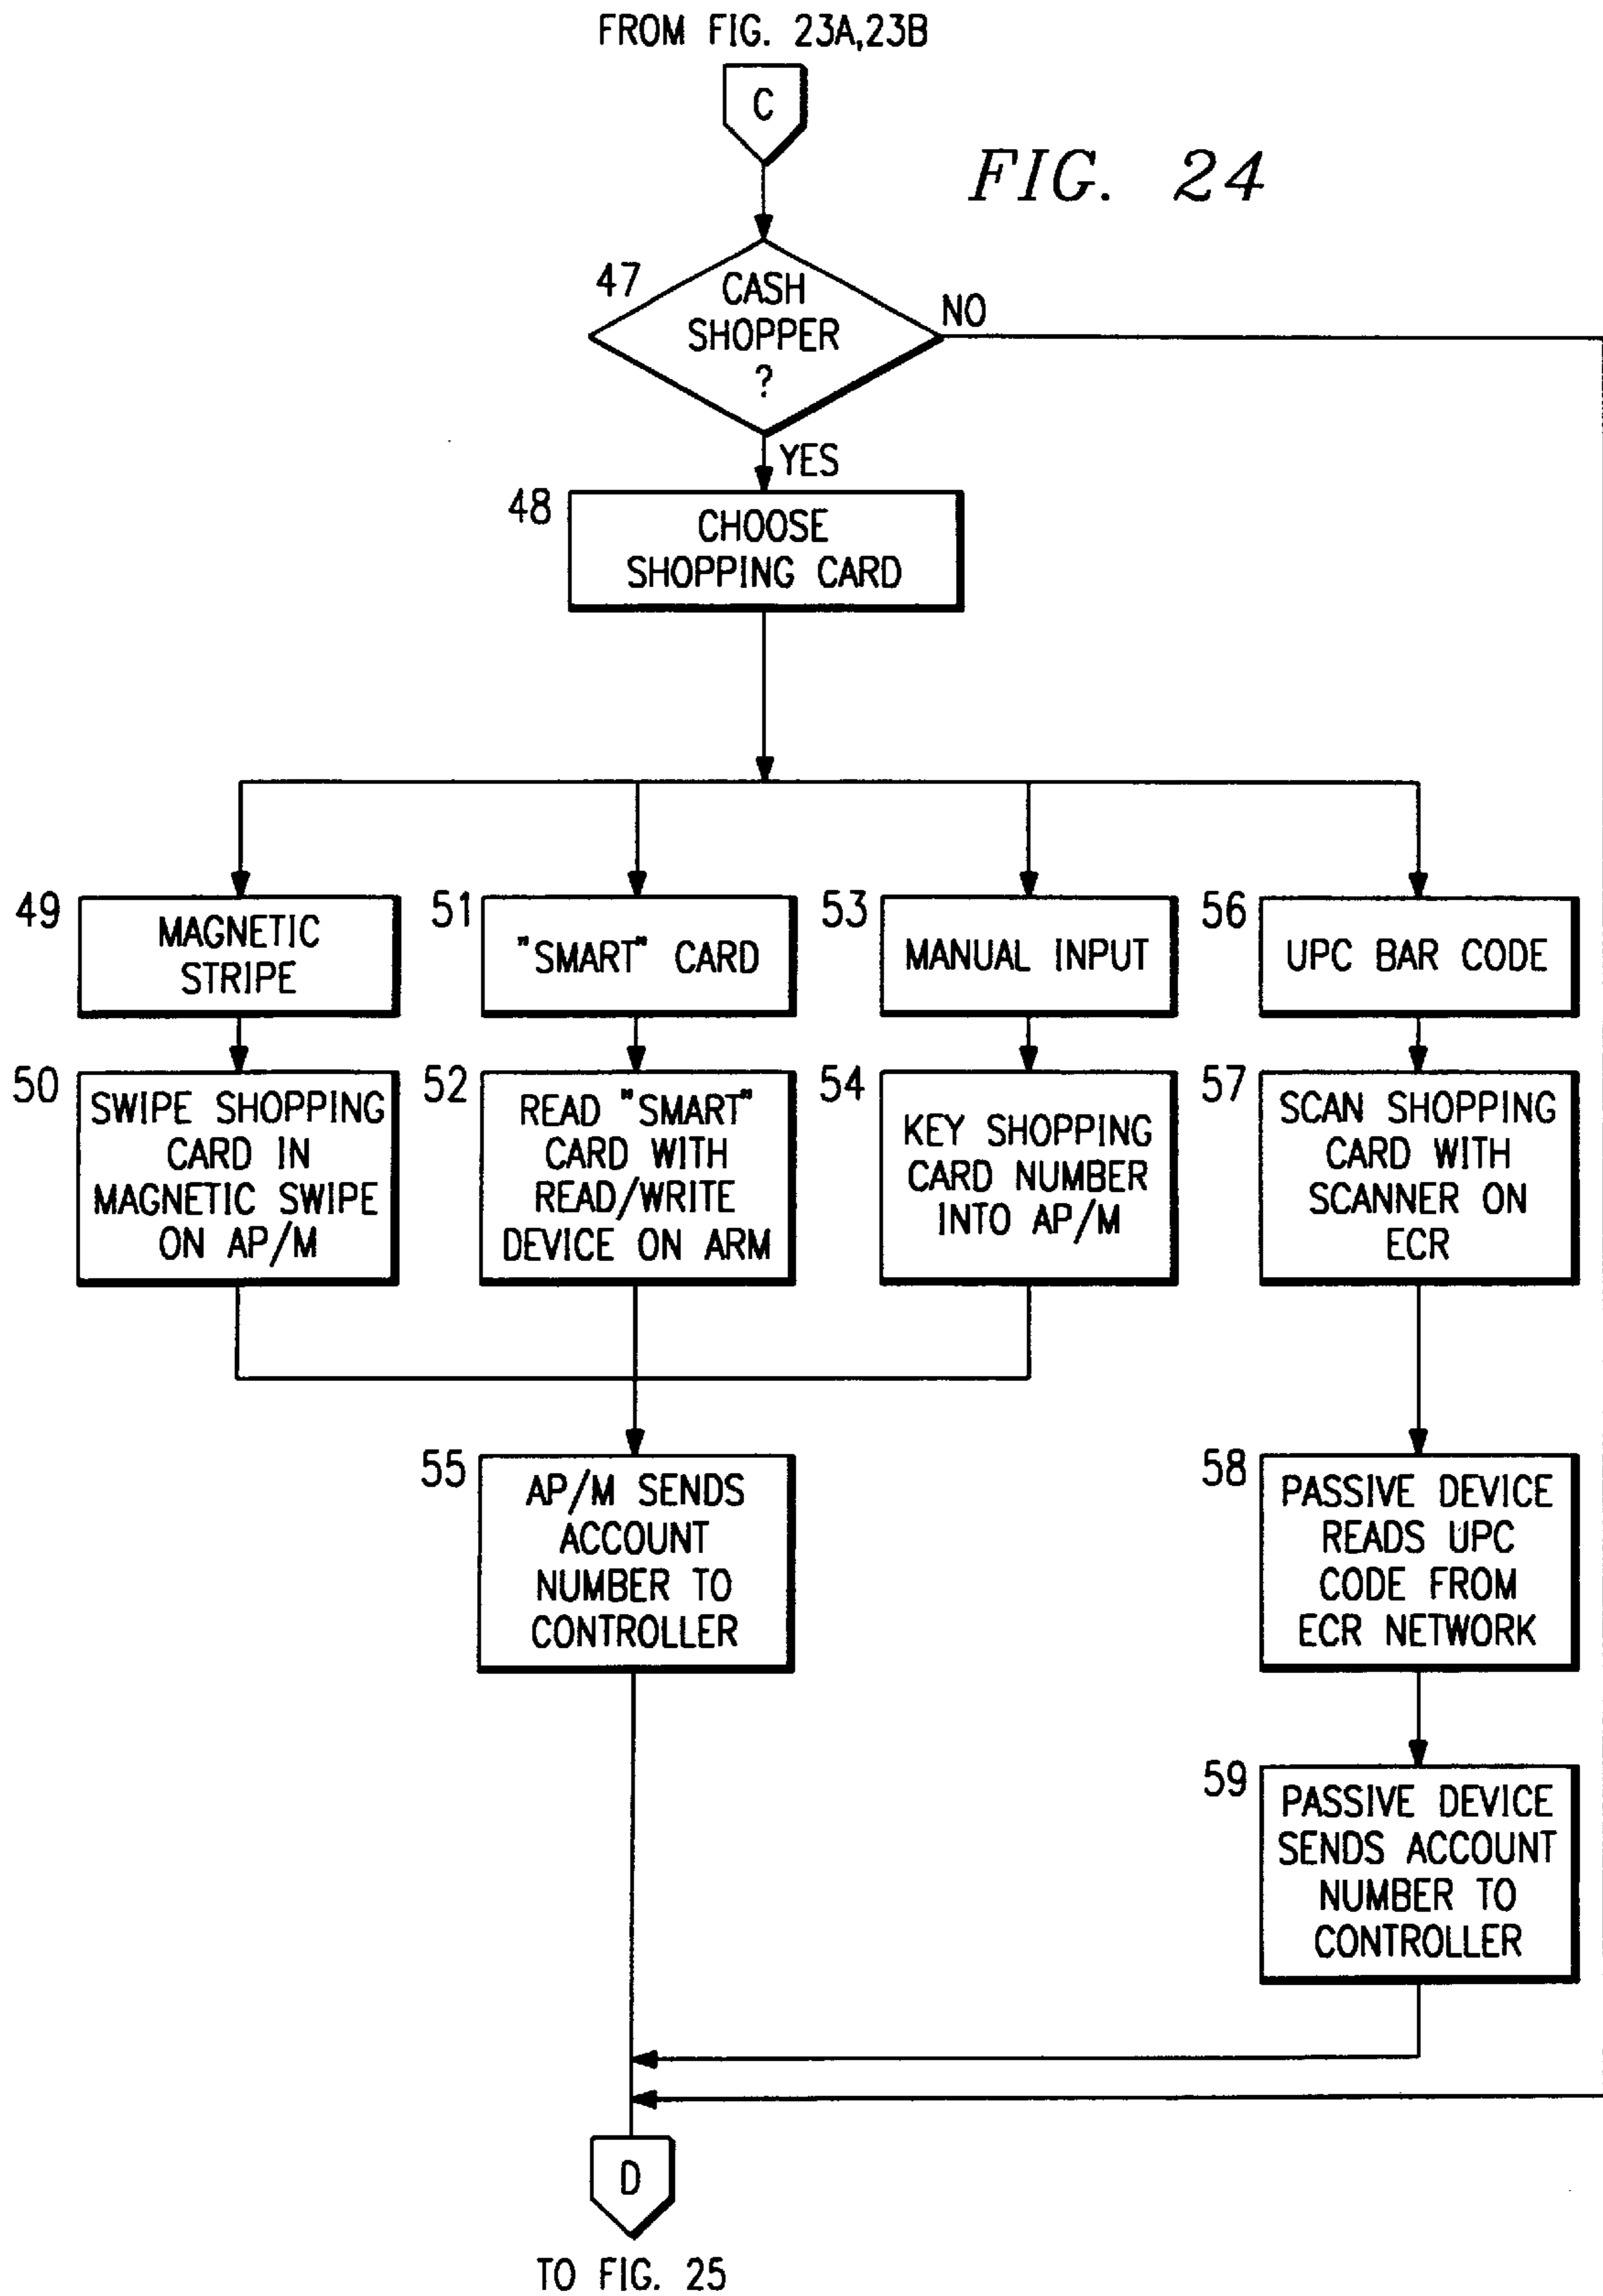 FROM FIG. 23A,23B
C
FIG. 24
47
CASH
SHOPPER
?
NO
YES
48
CHOOSE
SHOPPING CARD
49
MAGNETIC
STRIPE
51
"SMART" CARD
53
MANUAL INPUT
56
UPC BAR CODE
50
SWIPE SHOPPING
CARD IN
MAGNETIC SWIPE
ON AP/M
52
READ "SMART"
CARD WITH
READ/WRITE
DEVICE ON ARM
54
KEY SHOPPING
CARD NUMBER
INTO AP/M
57
SCAN SHOPPING
CARD WITH
SCANNER ON
ECR
55
AP/M SENDS
ACCOUNT
NUMBER TO
CONTROLLER
58
PASSIVE DEVICE
READS UPC
CODE FROM
ECR NETWORK
59
PASSIVE DEVICE
SENDS ACCOUNT
NUMBER TO
CONTROLLER
D
TO FIG. 25